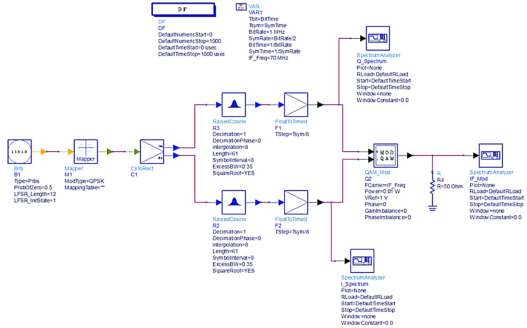 DF
DF
DF
DefaultNumericStart=0
DefaultNumericStop=1000
DefaultTimeStart=0 usec
DefaultTimeStop=1000 usec
VAR
VAR1
Tbit=BitTime
Tsym=SymTime
BitRate=1 MHz
SymRate=BitRate/2
BitTime=1/BitRate
SymTime=1/SymRate
IF_Freq=70 MHz
SpectrumAnalyzer
Q_Spectrum
Plot=None
RLoad=DefaultRLoad
Start=DefaultTimeStart
Stop=DefaultTimeStop
Window=none
WindowConstant=0.0
RaisedCosine
R3
Decimation=1
DecimationPhase=0
Interpolation=8
Length=61
SymbolInterval=8
ExcessBW=0.35
SquareRoot=YES
FloatToTimed
F1
TStep=Tsym/8
Bits
B1
Type=Prbs
ProbOfZero=0.5
LFSR_Length=12
LFSR_InitState=1
Mapper
Mapper
M1
ModType=QPSK
MappingTable=""
CxToRect
C1
MOD
QAM
QAM_Mod
Q2
FCarrier=IF_Freq
Power=0.01 W
VRef=1 V
Phase=0
GainImbalance=0
PhaseImbalance=0
R
R4
R=50 Ohm
SpectrumAnalyzer
IF_Mod
Plot=None
RLoad=DefaultRLoad
Start=DefaultTimeStart
Stop=DefaultTimeStop
Window=none
WindowConstant=0.0
RaisedCosine
R2
Decimation=1
DecimationPhase=0
Interpolation=8
Length=61
SymbolInterval=8
ExcessBW=0.35
SquareRoot=YES
FloatToTimed
F2
TStep=Tsym/8
SpectrumAnalyzer
I_Spectrum
Plot=None
RLoad=DefaultRLoad
Start=DefaultTimeStart
Stop=DefaultTimeStop
Window=none
WindowConstant=0.0